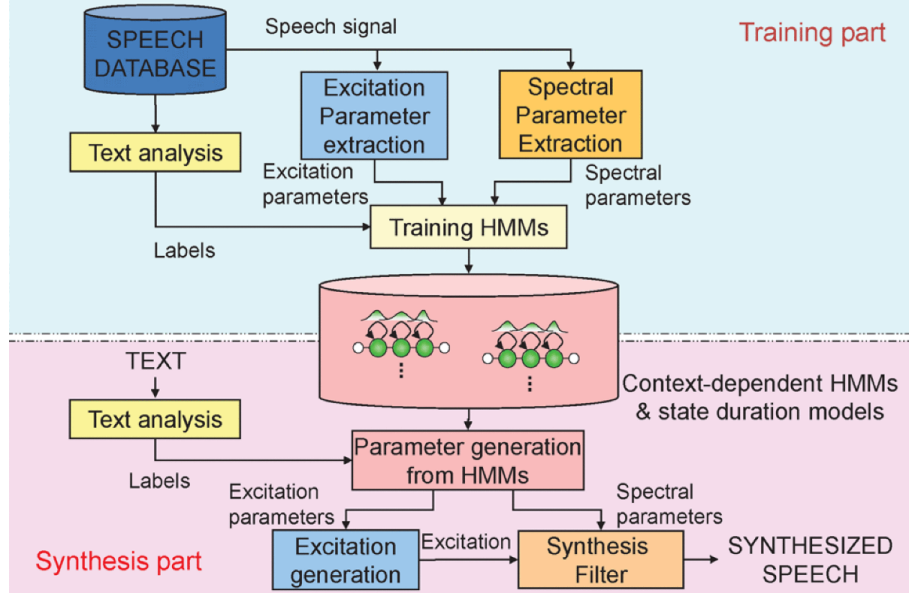 Speech signal
Training part
SPEECH
DATABASE
Excitation
Parameter
extraction
Spectral
Parameter
Extraction
Text analysis
Excitation
parameters
Spectral
parameters
Training HMMs
Labels
TEXT
Context-dependent HMMs
& state duration models
Text analysis
Parameter generation
from HMMs
Labels
Excitation
parameters
Spectral
parameters
Synthesis part
Excitation
generation
Excitation
Synthesis
Filter
SYNTHESIZED
SPEECH